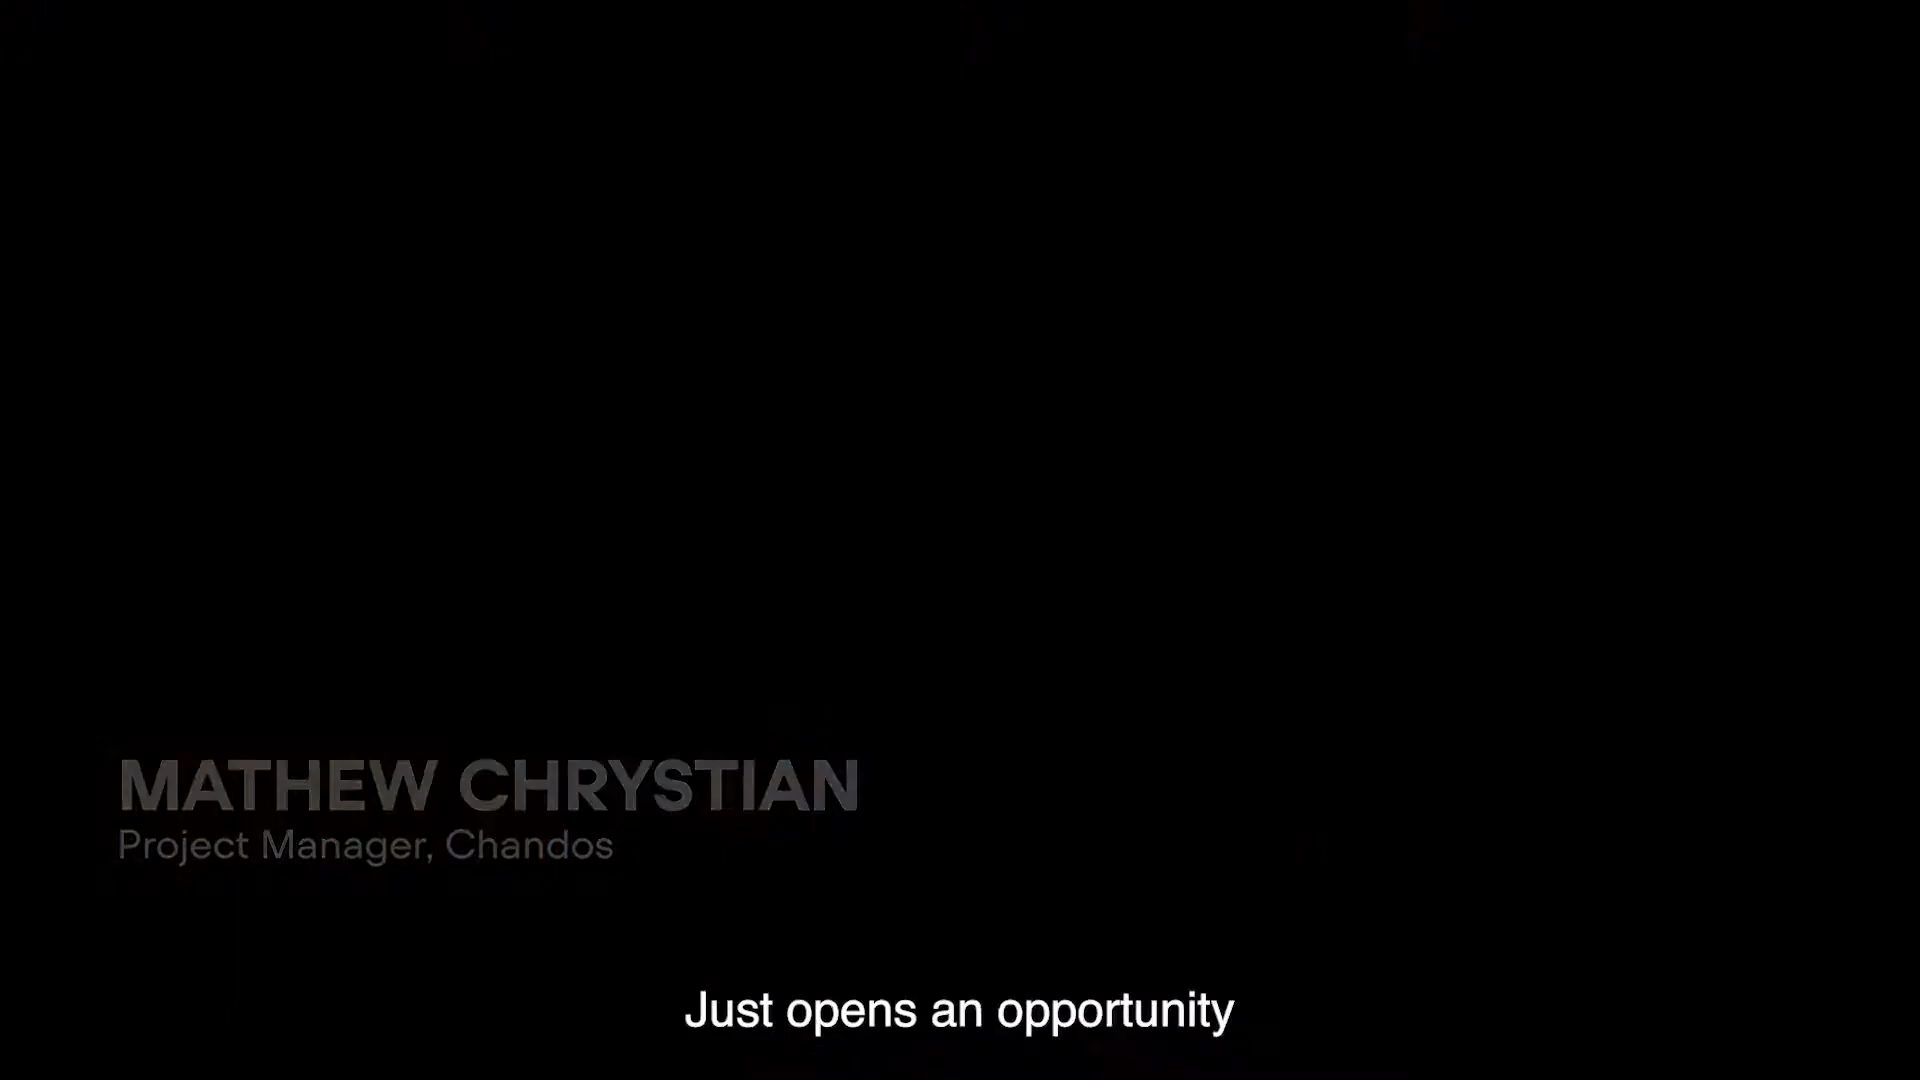 MATHEW CHRYSTIAN
Project Manager, Chandos
Just opens an opportunity